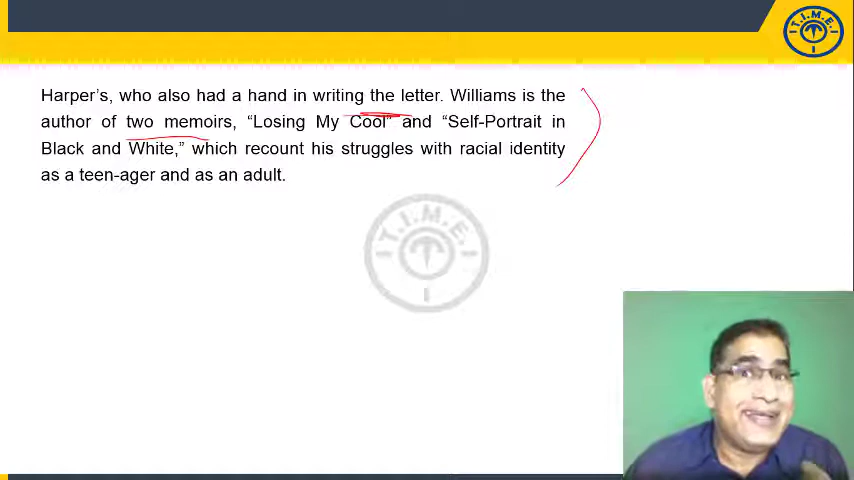 T.I.M.E.
Harper's, who also had a hand in writing the letter. Williams is the
author of two memoirs, “Losing My Cool” and “Self-Portrait in
Black and White,” which recount his struggles with racial identity
as a teen-ager and as an adult.
T.I.M.E.